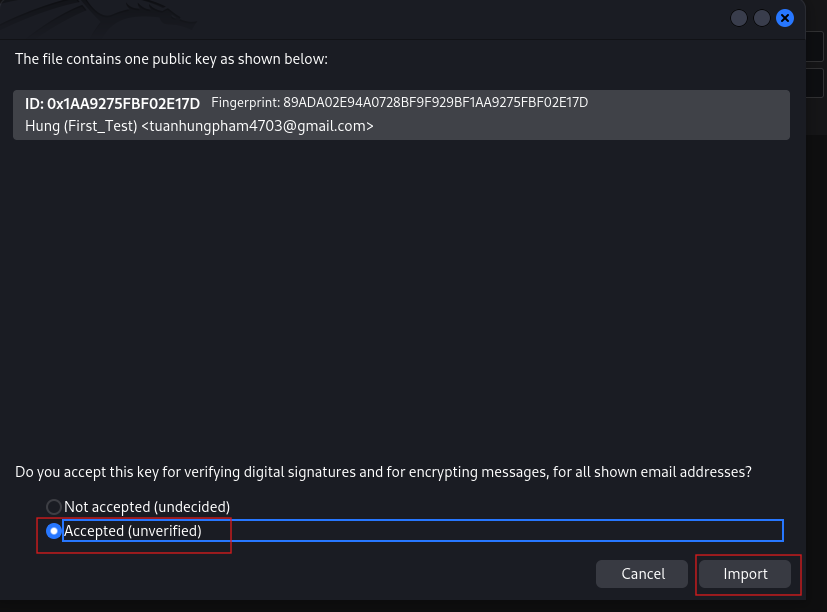 The file contains one public key as shown below:
ID: 0x1AA9275FBF02E17D Fingerprint: 89ADA02E94A0728BF9F929BF1AA9275FBF02E17D
Hung (First_Test) <tuanhungpham4703@gmail.com>
Do you accept this key for verifying digital signatures and for encrypting messages, for all shown email addresses?
Not accepted (undecided)
Accepted (unverified)
Cancel Import